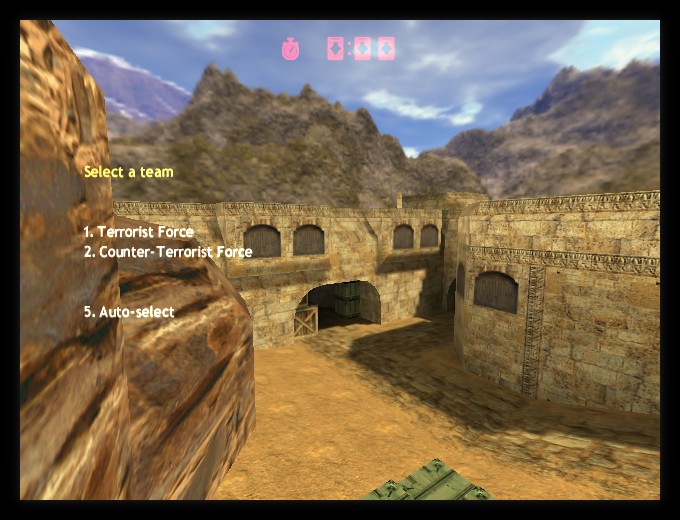 Select a team
1. Terrorist Force
2. Counter-Terrorist Force
5. Auto-select